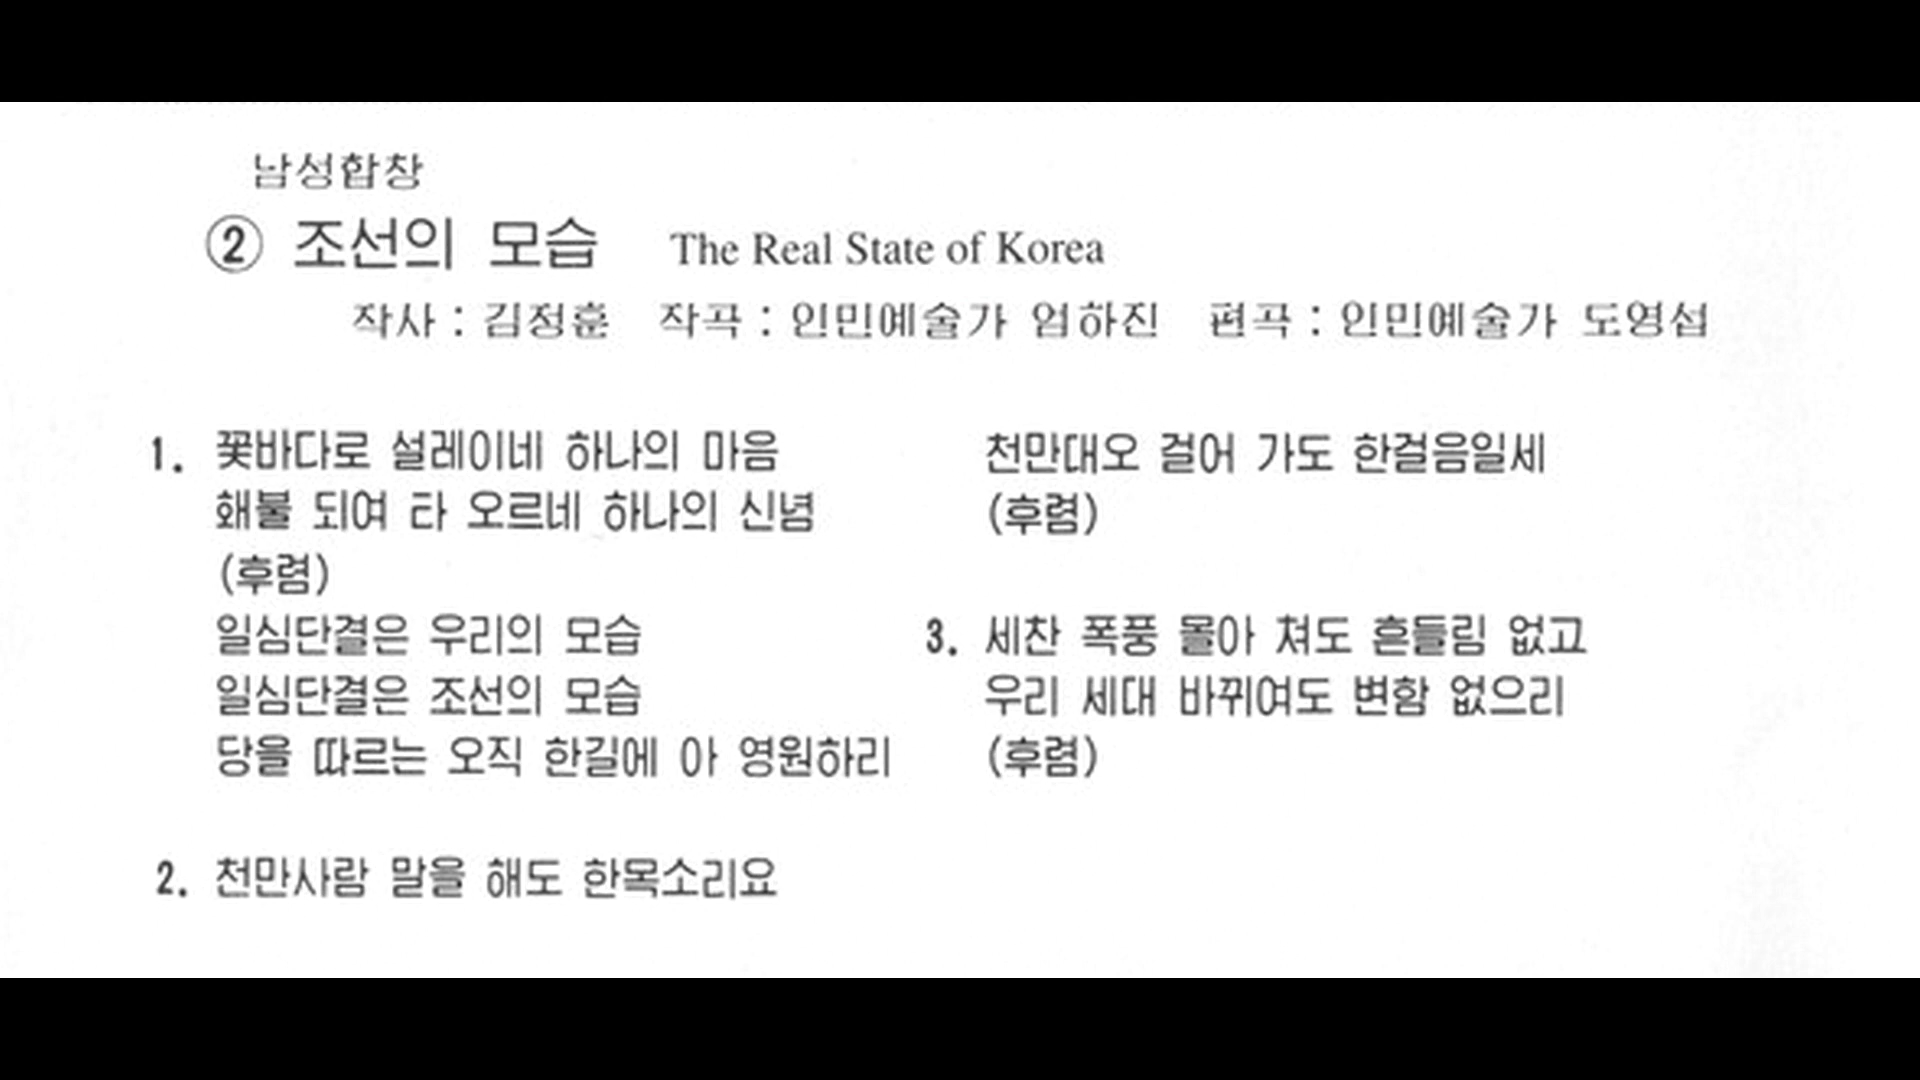 남성합창
② 조선의 모습 The Real State of Korea
작사 : 김정훈 작곡 : 인민예술가 엄하진 편곡 : 인민예술가 도영섭
1. 꽃바다로 설레이네 하나의 마음
홰불 되여 타 오르네 하나의 신념
(후렴)
일심단결은 우리의 모습
일심단결은 조선의 모습
당을 따르는 오직 한길에 아 영원하리
2. 천만사람 말을 해도 한목소리요
천만대오 걸어 가도 한걸음일세
(후렴)
3. 세찬 폭풍 몰아 쳐도 흔들림 없고
우리 세대 바뀌여도 변함 없으리
(후렴)